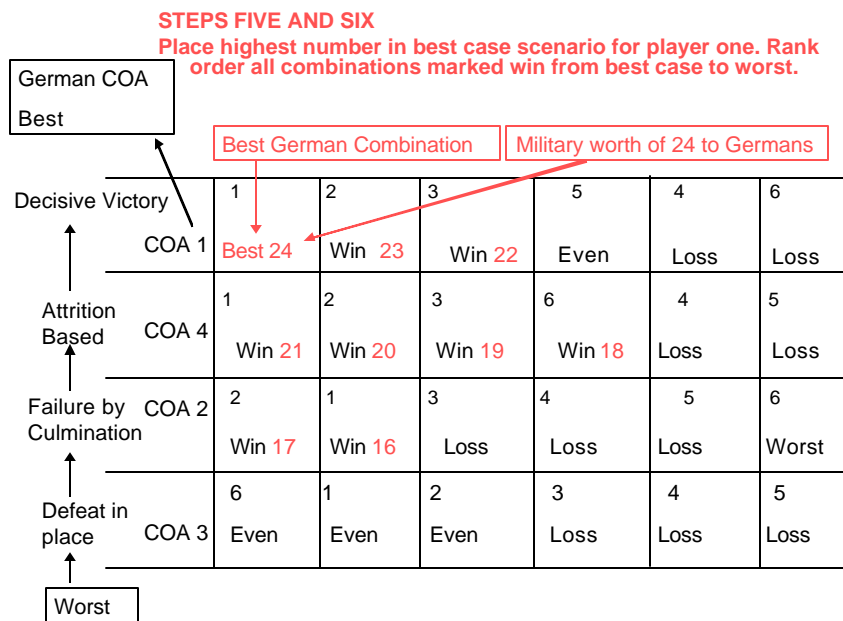 STEPS FIVE AND SIX
Place highest number in best case scenario for player one. Rank
order all combinations marked win from best case to worst.
German COA
Best
Best German Combination
Military worth of 24 to Germans
Decisive Victory
1 2 3 5 4 6
COA 1 Best 24 Win 23 Win 22 Even Loss Loss
Attrition
Based
COA 4
1 2 3 6 4 5
Win 21 Win 20 Win 19 Win 18 Loss Loss
Failure by
Culmination
COA 2
2 1 3 4 5 6
Win 17 Win 16 Loss Loss Loss Worst
Defeat in
place
6 1 2 3 4 5
COA 3 Even Even Even Loss Loss Loss
Worst